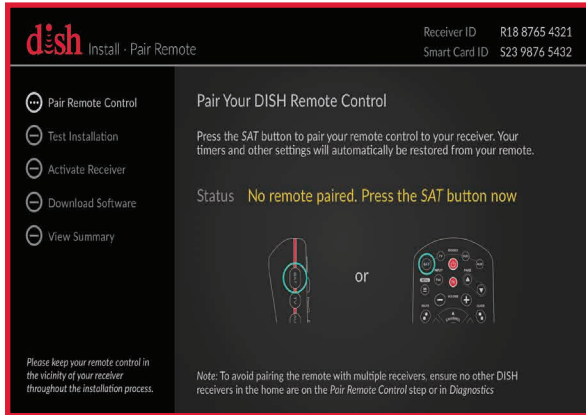 dish Install - Pair Remote
Receiver ID R18 8765 4321
Smart Card ID S23 9876 5432
Pair Remote Control
Test Installation
Activate Receiver
Download Software
View Summary
Please keep your remote control in
the vicinity of your receiver
throughout the installation process.
Pair Your DISH Remote Control
Press the SAT button to pair your remote control to your receiver. Your
timers and other settings will automatically be restored from your remote.
Status No remote paired. Press the SAT button now
or
Note: To avoid pairing the remote with multiple receivers, ensure no other DISH
receivers in the home are on the Pair Remote Control step or in Diagnostics